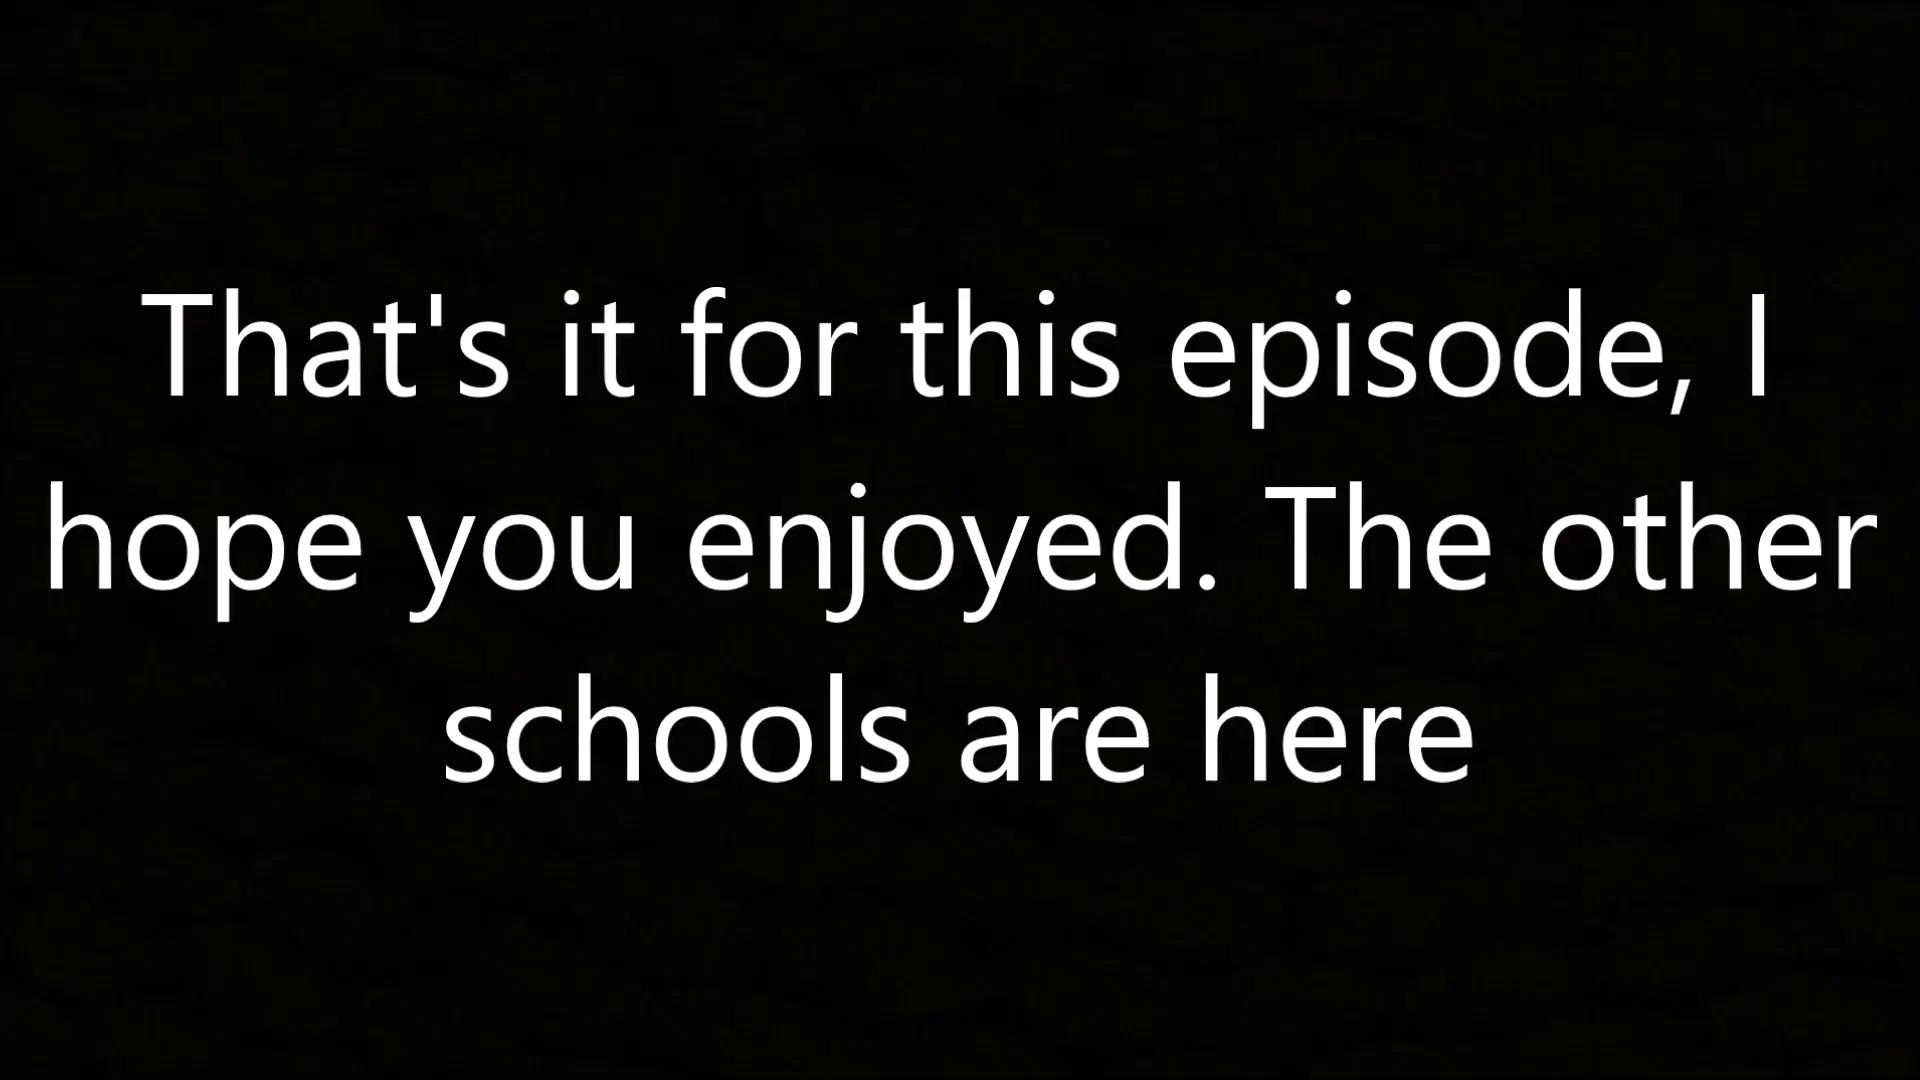 That's it for this episode, I
hope you enjoyed. The other
schools are here